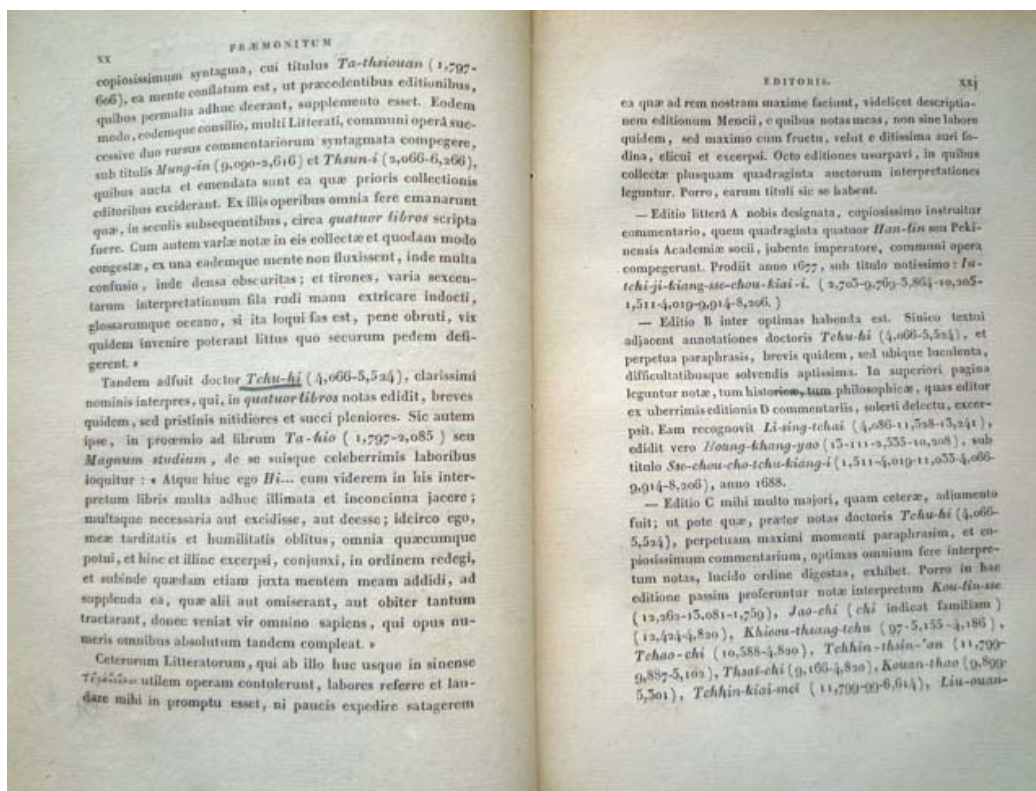 xx
PRÆMONITUM
copiosissimum syntagma, cui titulus Ta-thsiouan (1,797-
606), ea mente conflatum est, ut præcedentibus editionibus,
quibus permulta adhuc deerant, supplemento esset. Eodem
modo, eodemque consilio, multi Litterati, communi operâ suc-
cessive duo rursus commentariorum syntagmata compegere,
sub titulis Mung-in (9,090-2,616) et Thsun-i (2,066-6,266),
quibus aucta et emendata sunt ea quæ prioris collectionis
editoribus exciderant. Ex illis operibus omnia fere emanarunt
quæ, in seculis subsequentibus, circa quatuor libros scripta
fuere. Cum autem variæ notæ in eis collectæ et quodam modo
congestæ, ex una eademque mente non fluxissent, inde multa
confusio, inde densa obscuritas; et tirones, varia sexcen-
tarum interpretationum fila rudi manu extricare indocti,
glossarumque oceano, si ita loqui fas est, pene obruti, vix
quidem invenire poterant littus quo securum pedem defi-
gerent. »
Tandem adfuit doctor Tchu-hi (4,066-5,524), clarissimi
nominis interpres, qui, in quatuor libros notas edidit, breves
quidem, sed pristinis nitidiores et succi pleniores. Sic autem
ipse, in proœmio ad librum Ta-hio (1,797-2,085) seu
Magnum studium, de se suisque celeberrimis laboribus
loquitur : « Atque hinc ego Hi... cum viderem in his inter-
pretum libris multa adhuc illimata et inconcinna jacere;
multaque necessaria aut excidisse, aut deesse; idcirco ego,
meæ tarditatis et humilitatis oblitus, omnia quæcumque
potui, et hinc et illinc excerpsi, conjunxi, in ordinem redegi,
et subinde quædam etiam juxta mentem meam addidi, ad
supplenda ea, quæ alii aut omiserant, aut obiter tantum
tractarant, donec veniat vir omnino sapiens, qui opus nu-
meris omnibus absolutum tandem compleat. »
Ceterorum Litteratorum, qui ab illo huc usque in sinense
utilem operam contulerunt, labores referre et lau-
dare mihi in promptu esset, ni paucis expedire satagerem
EDITORIS.
xxj
ea quæ ad rem nostram maxime faciunt, videlicet descriptio-
nem editionum Mencii, e quibus notas meas, non sine labore
quidem, sed maximo cum fructu, velut e ditissima auri fo-
dina, elicui et excerpsi. Octo editiones usurpavi, in quibus
collectæ plusquam quadraginta auctorum interpretationes
leguntur. Porro, earum tituli sic se habent.
— Editio litterâ A nobis designata, copiosissimo instruitur
commentario, quem quadraginta quatuor Han-lin seu Peki-
nensis Academiæ socii, jubente imperatore, communi opera
compegerunt. Prodiit anno 1677, sub titulo notissimo : Iu-
tchi-ji-kiang-sse-chou-kiai-i. (2,703-9,769-3,864-10,205-
1,511-4,019-9,914-8,206.)
— Editio B inter optimas habenda est. Sinico textui
adjacent annotationes doctoris Tchu-hi (4,066-5,524), et
perpetua paraphrasis, brevis quidem, sed ubique luculenta,
difficultatibusque solvendis aptissima. In superiori pagina
leguntur notæ, tum historicæ, tum philosophicæ, quas editor
ex uberrimis editionis D commentariis, solerti delectu, excer-
psit. Eam recognovit Li-sing-tchai (4,086-11,328-13,241),
edidit vero Hoang-khang-yao (13-111-2,535-10,208), sub
titulo Sse-chou-cho-tchu-kiang-i (1,511-4,019-11,035-4,066-
9,914-8,206), anno 1688.
— Editio C mihi multo majori, quam ceteræ, adjumento
fuit; ut pote quæ, præter notas doctoris Tchu-hi (4,066-
5,524), perpetuam maximi momenti paraphrasim, et co-
piosissimum commentarium, optimas omnium fere interpre-
tum notas, lucido ordine digestas, exhibet. Porro in hac
editione passim proferuntur notæ interpretum Kou-lin-sse
(12,262-13,081-1,759), Jao-chi (chi indicat familiam)
(12,424-4,820), Khieou-thsang-tchu (97-5,155-4,186),
Tchao-chi (10,588-4,820), Tchhin-thsin-'an (11,799-
9,887-5,162), Thsai-chi (9,166-4,820), Kouan-thao (9,899-
5,301), Tchhin-kiai-mei (11,799-99-6,614), Liu-ouan-